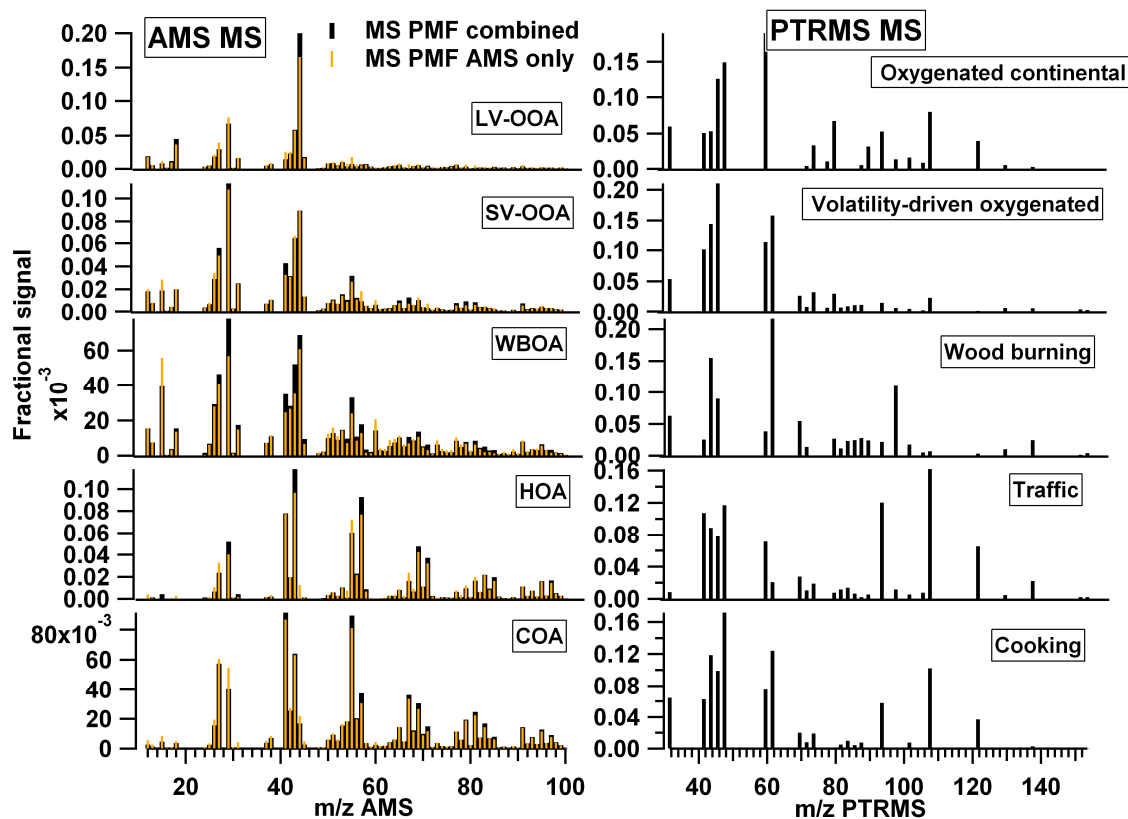 AMS MS
MS PMF combined
MS PMF AMS only
PTRMS MS
Fractional signal
0.20
0.15
0.10
0.05
0.00
LV-OOA
0.10
0.08
0.06
0.04
0.02
0.00
SV-OOA
60
40
20
0
x10-3
WBOA
0.10
0.08
0.06
0.04
0.02
0.00
HOA
80x10-3
60
40
20
0
COA
20 40 60 80 100
m/z AMS
0.15
0.10
0.05
0.00
Oxygenated continental
0.20
0.15
0.10
0.05
0.00
Volatility-driven oxygenated
0.20
0.15
0.10
0.05
0.00
Wood burning
0.16
0.12
0.08
0.04
0.00
Traffic
0.16
0.12
0.08
0.04
0.00
Cooking
40 60 80 100 120 140
m/z PTRMS